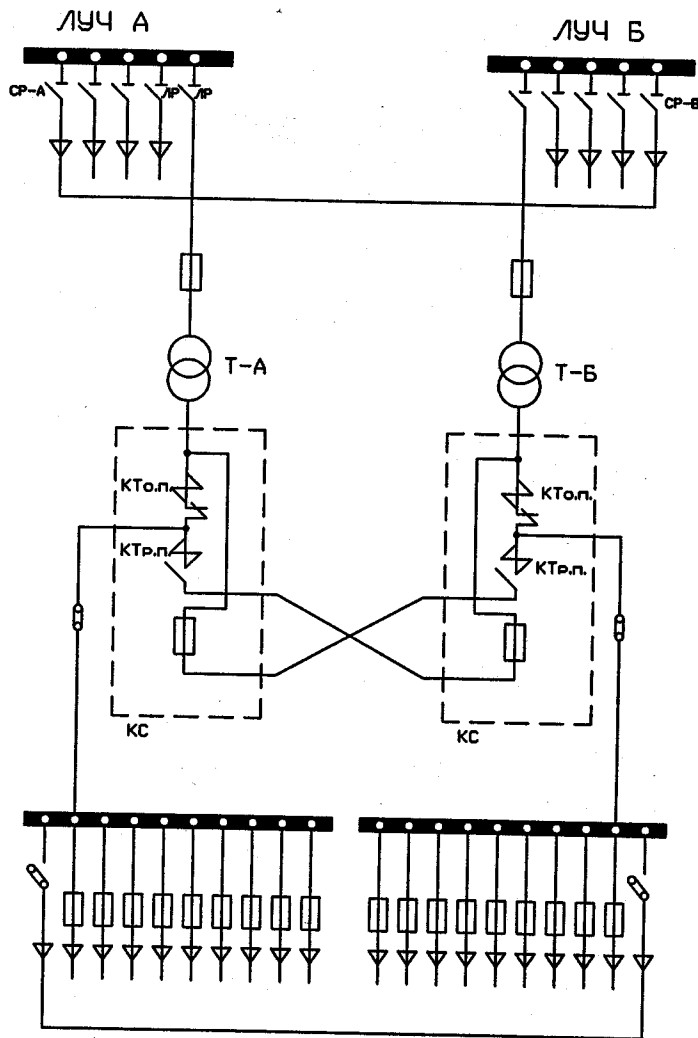 ЛУЧ А
ЛУЧ Б
СР-А
ЛР
ЛР
СР-В
Т-А
Т-Б
КТо.п.
КТо.п.
КТр.п.
КТр.п.
КС
КС